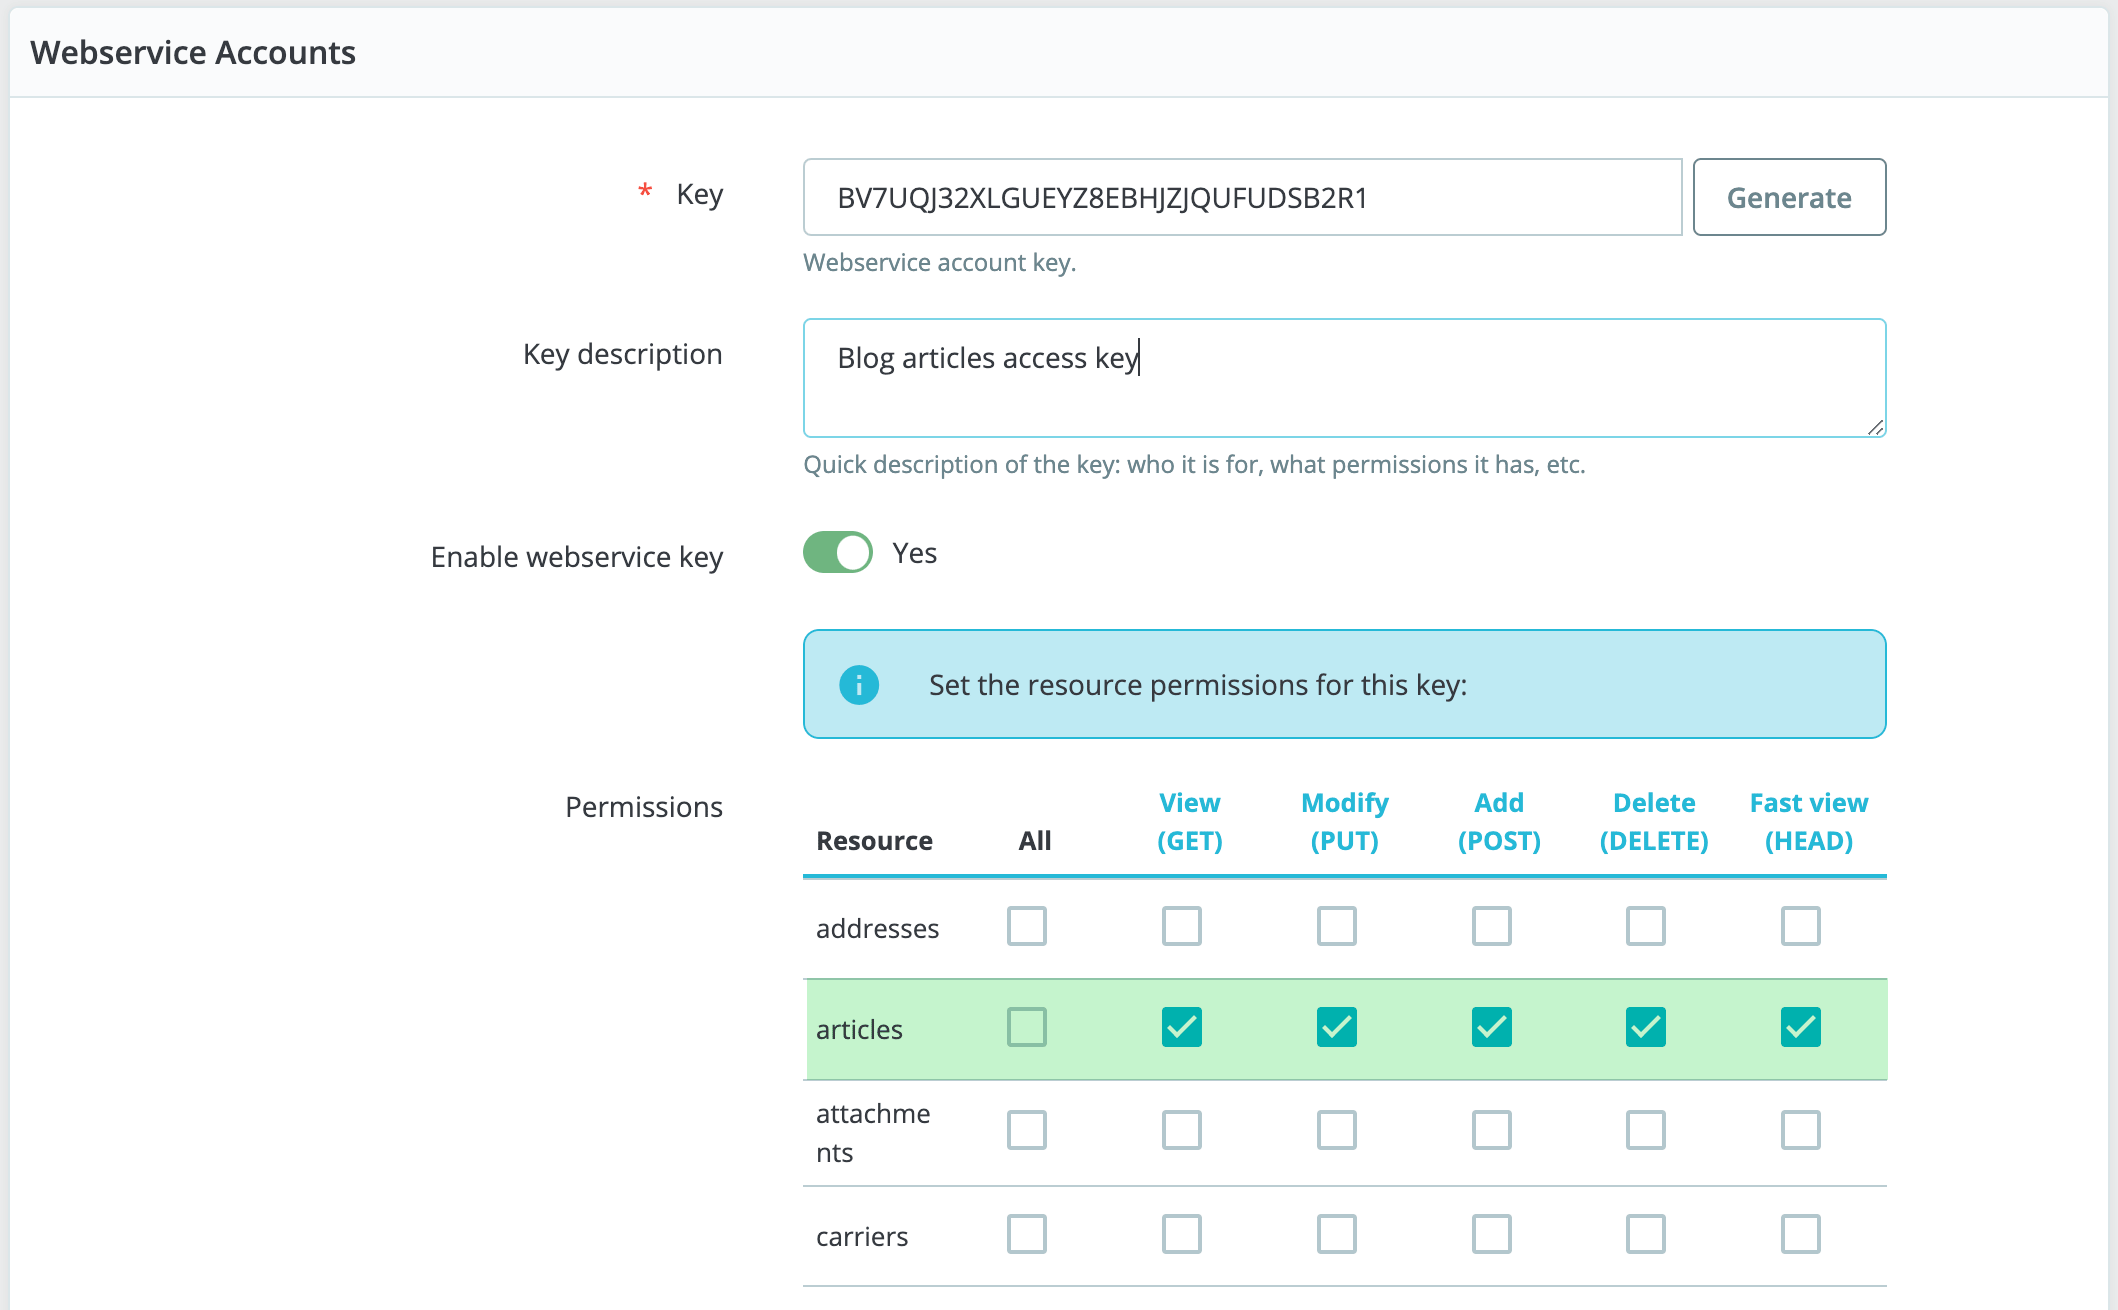 Webservice Accounts
* Key
BV7UQJ32XLGUEYZ8EBHJZJQUFUDSB2R1
Generate
Webservice account key.
Key description
Blog articles access key
Quick description of the key: who it is for, what permissions it has, etc.
Enable webservice key
Yes
i
Set the resource permissions for this key:
Permissions
Resource
All
View
(GET)
Modify
(PUT)
Add
(POST)
Delete
(DELETE)
Fast view
(HEAD)
addresses
articles
attachme
nts
carriers